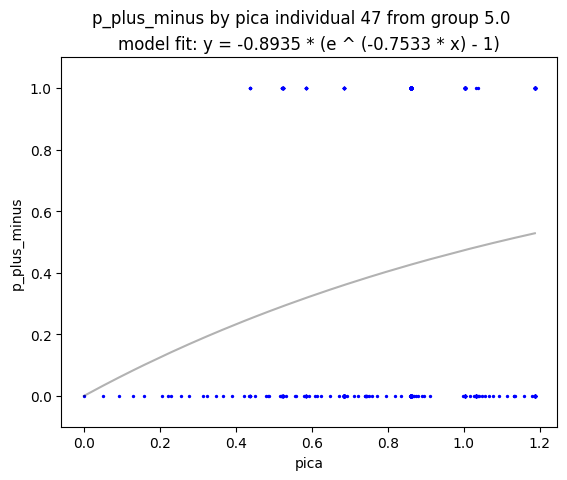 p_plus_minus by pica individual 47 from group 5.0
model fit: y = -0.8935 * (e ^ (-0.7533 * x) - 1)
1.0
0.8
0.6
0.4
0.2
0.0
p_plus_minus
0.0 0.2 0.4 0.6 0.8 1.0 1.2
pica